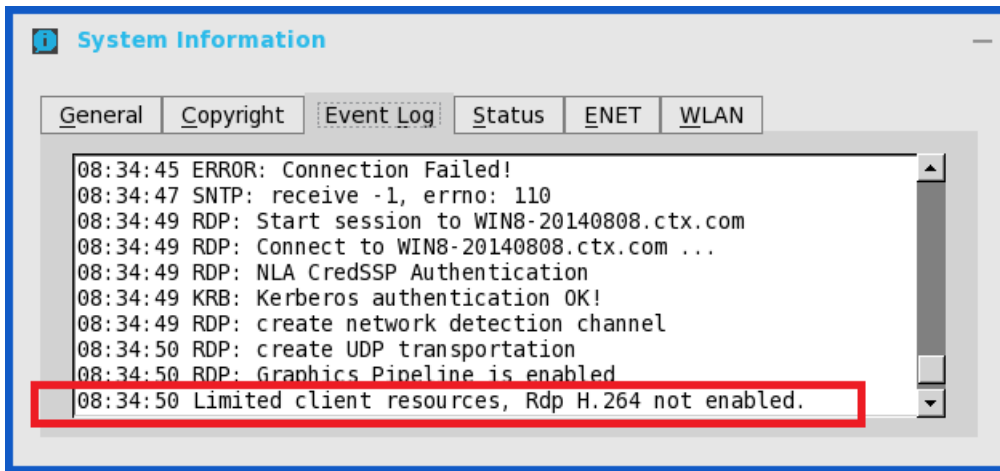 System Information
General Copyright Event Log Status ENET WLAN
08:34:45 ERROR: Connection Failed!
08:34:47 SNTP: receive -1, errno: 110
08:34:49 RDP: Start session to WIN8-20140808.ctx.com
08:34:49 RDP: Connect to WIN8-20140808.ctx.com ...
08:34:49 RDP: NLA CredSSP Authentication
08:34:49 KRB: Kerberos authentication OK!
08:34:49 RDP: create network detection channel
08:34:50 RDP: create UDP transportation
08:34:50 RDP: Graphics Pipeline is enabled
08:34:50 Limited client resources, Rdp H.264 not enabled.